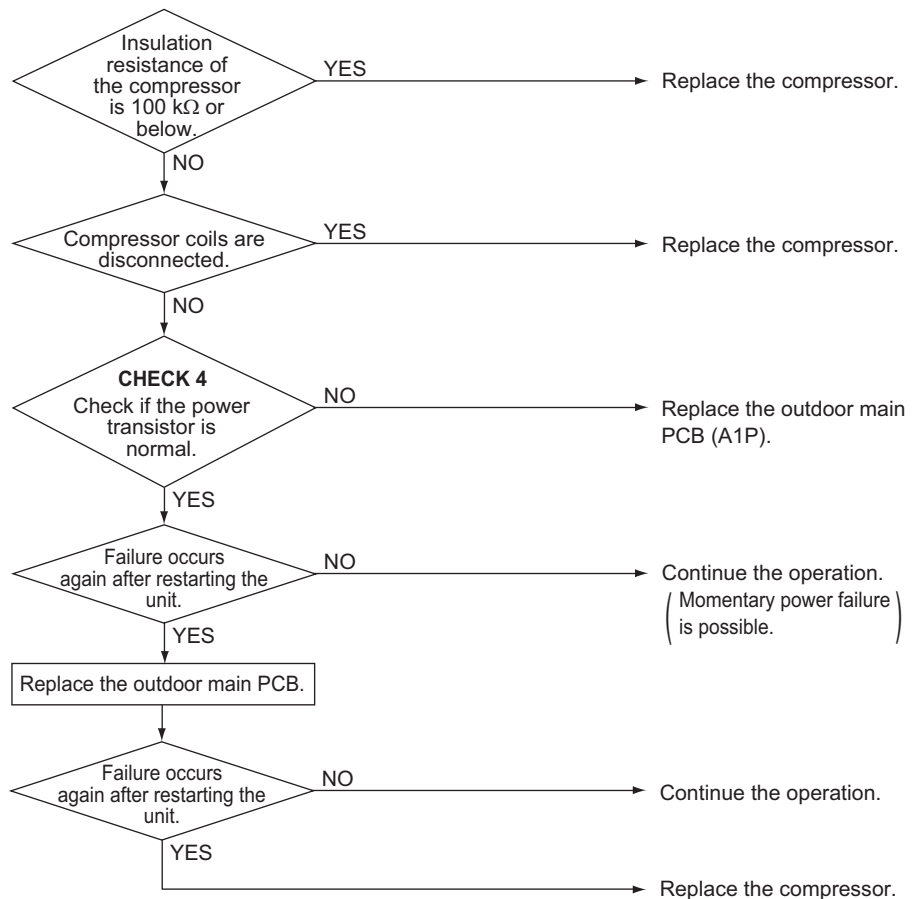 Insulation
resistance of
the compressor
is 100 kΩ or
below.
YES
Replace the compressor.
NO
Compressor coils are
disconnected.
YES
Replace the compressor.
NO
CHECK 4
Check if the power
transistor is
normal.
NO
Replace the outdoor main
PCB (A1P).
YES
Failure occurs
again after restarting the
unit.
NO
Continue the operation.
(Momentary power failure
is possible.)
YES
Replace the outdoor main PCB.
Failure occurs
again after restarting the
unit.
NO
Continue the operation.
YES
Replace the compressor.